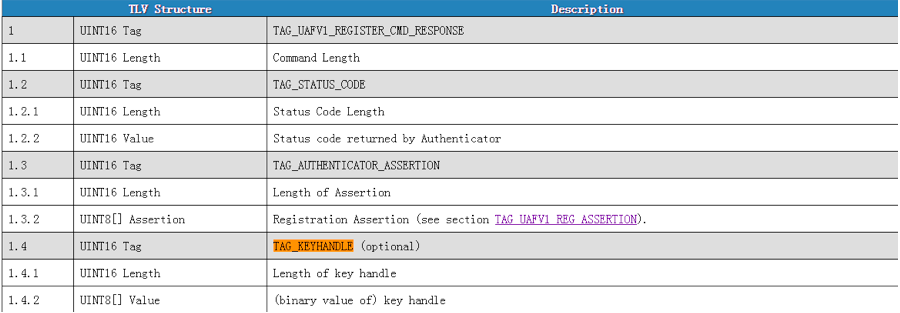 TLV Structure Description
1 UINT16 Tag TAG_UAFV1_REGISTER_CMD_RESPONSE
1.1 UINT16 Length Command Length
1.2 UINT16 Tag TAG_STATUS_CODE
1.2.1 UINT16 Length Status Code Length
1.2.2 UINT16 Value Status code returned by Authenticator
1.3 UINT16 Tag TAG_AUTHENTICATOR_ASSERTION
1.3.1 UINT16 Length Length of Assertion
1.3.2 UINT8[] Assertion Registration Assertion (see section TAG_UAFV1_REG_ASSERTION).
1.4 UINT16 Tag TAG_KEYHANDLE (optional)
1.4.1 UINT16 Length Length of key handle
1.4.2 UINT8[] Value (binary value of) key handle